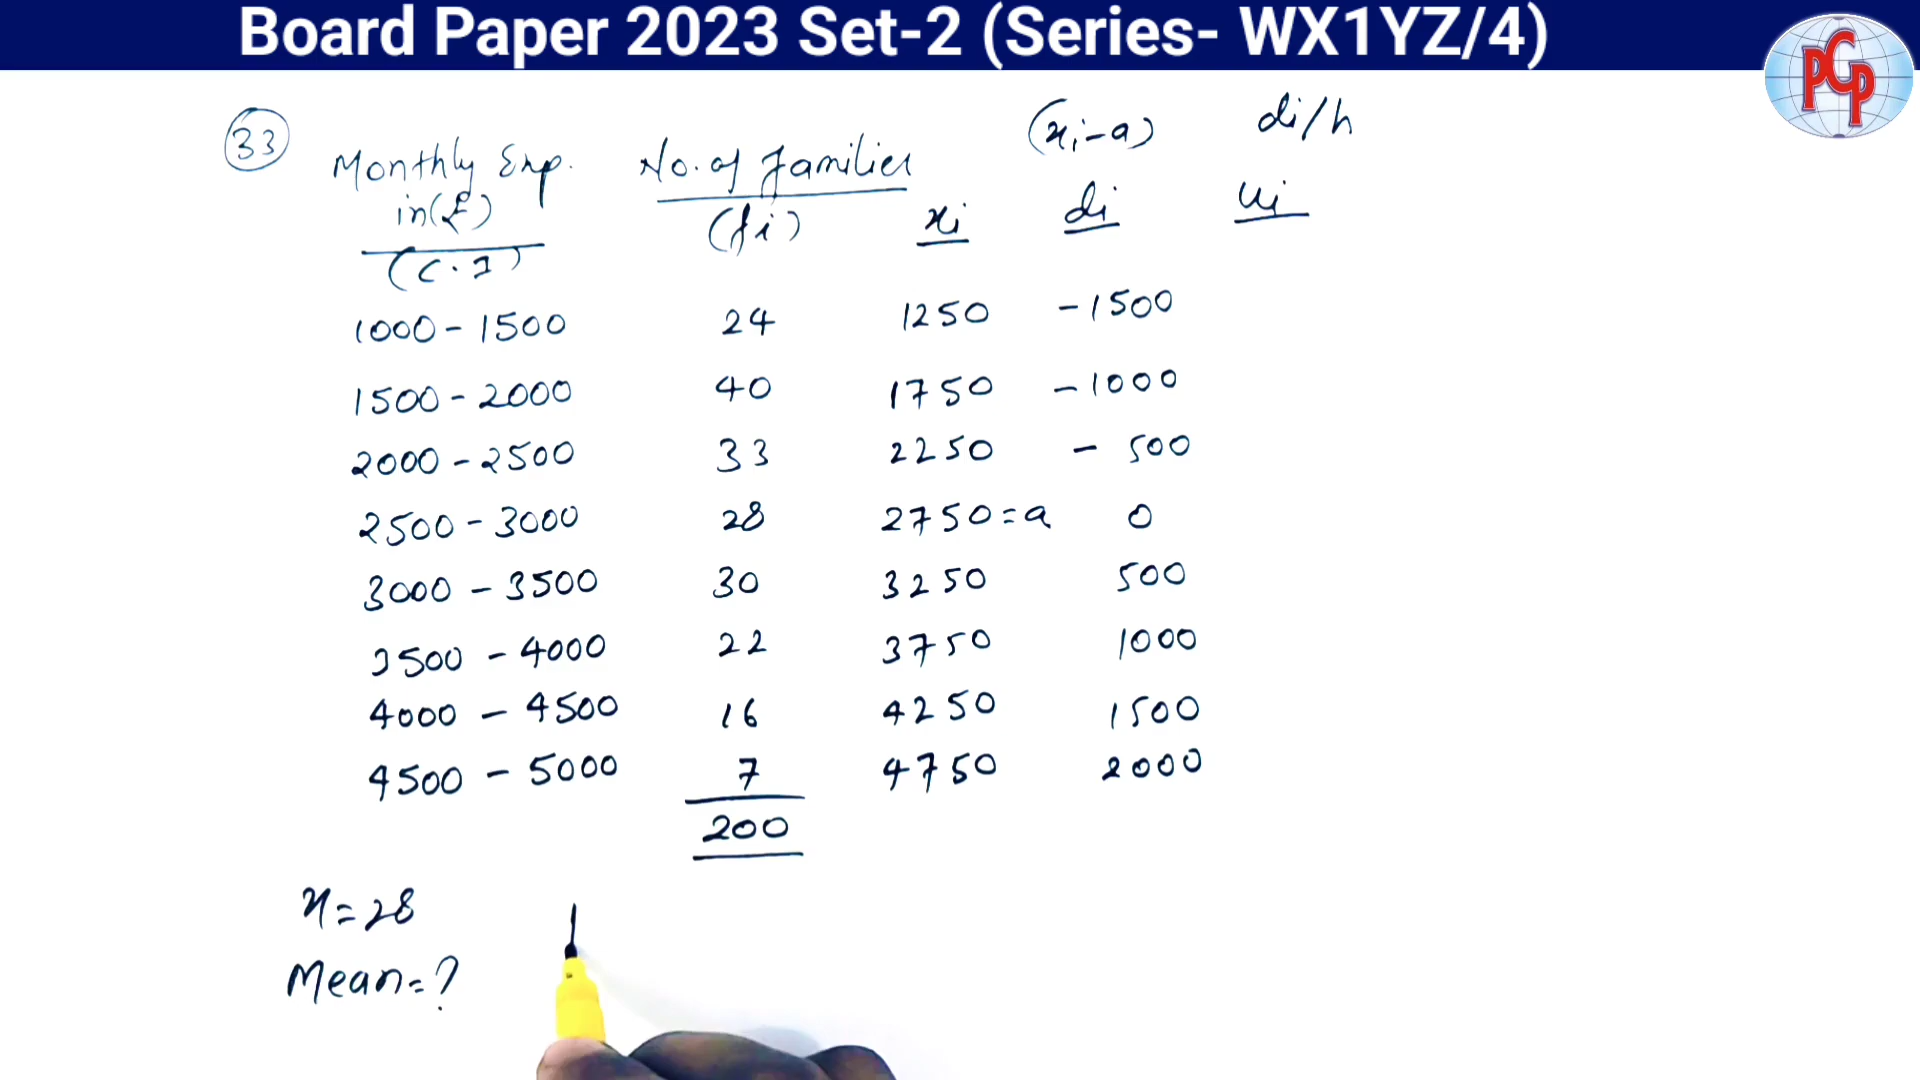 Board Paper 2023 Set-2 (Series- WX1YZ/4)
PGP
(xi-a) di/h
33 Monthly Exp. No. of Families
in(₹) (fi) xi di ui
(C.I)
1000-1500 24 1250 -1500
1500-2000 40 1750 -1000
2000-2500 33 2250 - 500
2500-3000 28 2750=a 0
3000-3500 30 3250 500
3500-4000 22 3750 1000
4000-4500 16 4250 1500
4500-5000 7 4750 2000
200
x=28
Mean=?